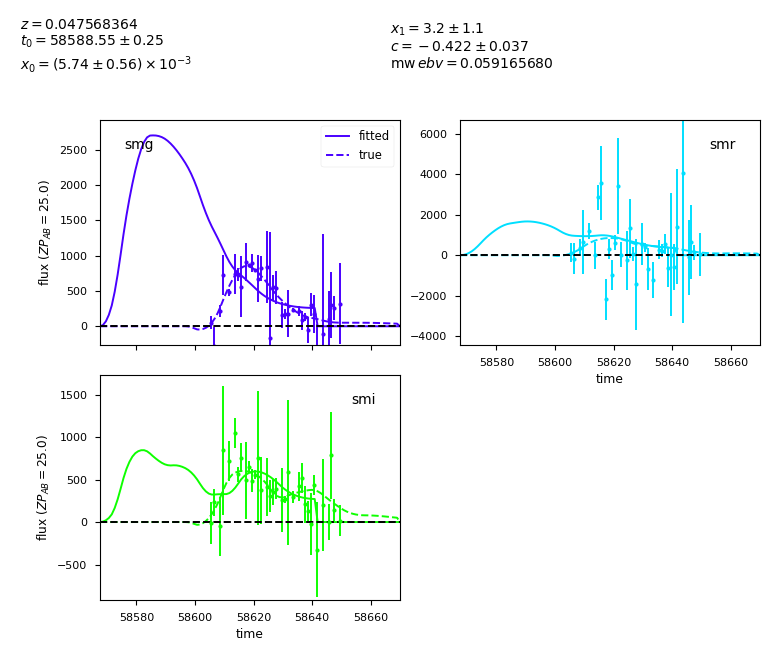 z = 0.047568364
t₀ = 58588.55 ± 0.25
x₀ = (5.74 ± 0.56) × 10⁻³
x₁ = 3.2 ± 1.1
c = −0.422 ± 0.037
mw ebv = 0.059165680
smg
fitted
true
flux (ZP_AB = 25.0)
2500
2000
1500
1000
500
0
smr
6000
4000
2000
0
−2000
−4000
58580 58600 58620 58640 58660
time
smi
flux (ZP_AB = 25.0)
1500
1000
500
0
−500
58580 58600 58620 58640 58660
time